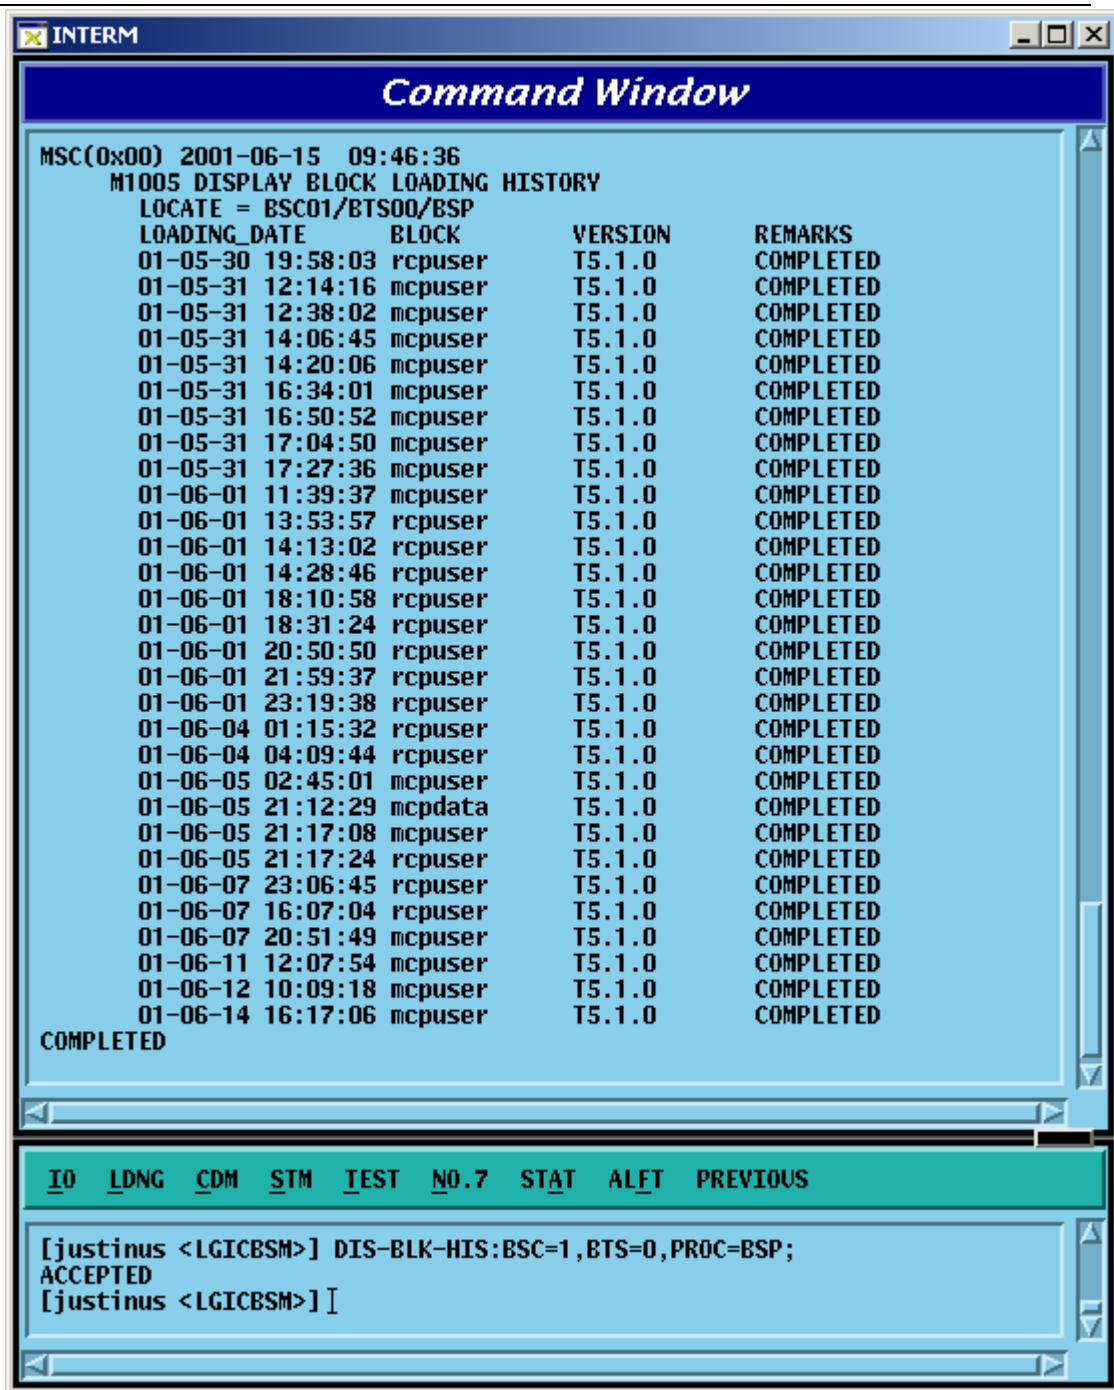 INTERM
Command Window
MSC(0x00) 2001-06-15 09:46:36
M1005 DISPLAY BLOCK LOADING HISTORY
LOCATE = BSC01/BTS00/BSP
LOADING_DATE BLOCK VERSION REMARKS
01-05-30 19:58:03 rcpuser T5.1.0 COMPLETED
01-05-31 12:14:16 mcpuser T5.1.0 COMPLETED
01-05-31 12:38:02 mcpuser T5.1.0 COMPLETED
01-05-31 14:06:45 mcpuser T5.1.0 COMPLETED
01-05-31 14:20:06 mcpuser T5.1.0 COMPLETED
01-05-31 16:34:01 mcpuser T5.1.0 COMPLETED
01-05-31 16:50:52 mcpuser T5.1.0 COMPLETED
01-05-31 17:04:50 mcpuser T5.1.0 COMPLETED
01-05-31 17:27:36 mcpuser T5.1.0 COMPLETED
01-06-01 11:39:37 mcpuser T5.1.0 COMPLETED
01-06-01 13:53:57 rcpuser T5.1.0 COMPLETED
01-06-01 14:13:02 rcpuser T5.1.0 COMPLETED
01-06-01 14:28:46 rcpuser T5.1.0 COMPLETED
01-06-01 18:10:58 rcpuser T5.1.0 COMPLETED
01-06-01 18:31:24 rcpuser T5.1.0 COMPLETED
01-06-01 20:50:50 rcpuser T5.1.0 COMPLETED
01-06-01 21:59:37 rcpuser T5.1.0 COMPLETED
01-06-01 23:19:38 rcpuser T5.1.0 COMPLETED
01-06-04 01:15:32 rcpuser T5.1.0 COMPLETED
01-06-04 04:09:44 rcpuser T5.1.0 COMPLETED
01-06-05 02:45:01 mcpuser T5.1.0 COMPLETED
01-06-05 21:12:29 mcpdata T5.1.0 COMPLETED
01-06-05 21:17:08 mcpuser T5.1.0 COMPLETED
01-06-05 21:17:24 rcpuser T5.1.0 COMPLETED
01-06-07 23:06:45 rcpuser T5.1.0 COMPLETED
01-06-07 16:07:04 rcpuser T5.1.0 COMPLETED
01-06-07 20:51:49 mcpuser T5.1.0 COMPLETED
01-06-11 12:07:54 mcpuser T5.1.0 COMPLETED
01-06-12 10:09:18 mcpuser T5.1.0 COMPLETED
01-06-14 16:17:06 mcpuser T5.1.0 COMPLETED
COMPLETED
IO LDNG CDM STM TEST NO.7 STAT ALFT PREVIOUS
[justinus <LGICBSM>] DIS-BLK-HIS:BSC=1,BTS=0,PROC=BSP;
ACCEPTED
[justinus <LGICBSM>]